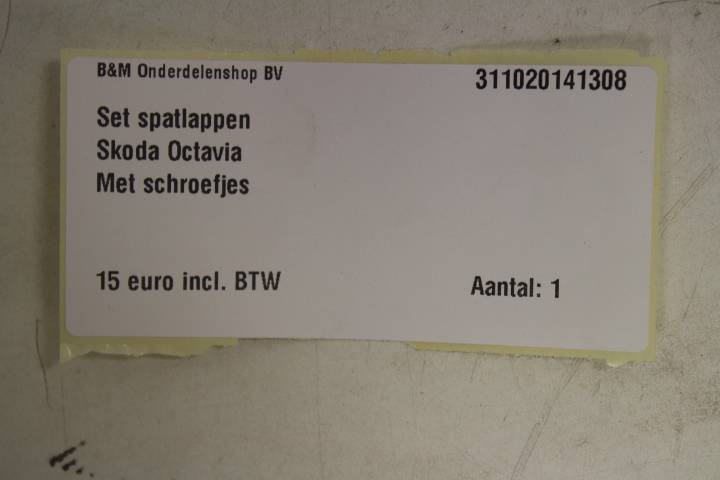 B&M Onderdelenshop BV 311020141308
Set spatlappen
Skoda Octavia
Met schroefjes
15 euro incl. BTW Aantal: 1